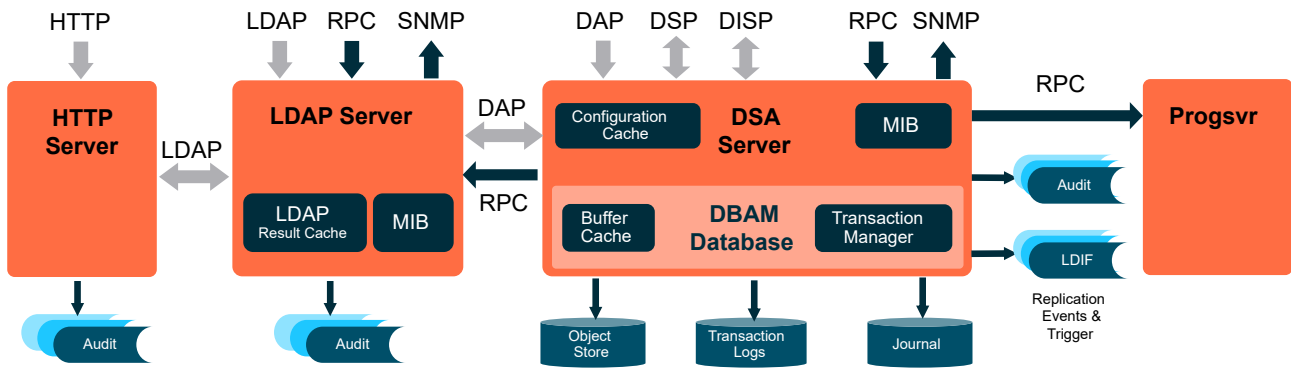 HTTP
LDAP
RPC
SNMP
DAP
DSP
DISP
RPC
SNMP
HTTP
Server
LDAP
LDAP Server
LDAP
Result Cache
MIB
DAP
RPC
Configuration
Cache
DSA
Server
MIB
Buffer
Cache
DBAM
Database
Transaction
Manager
RPC
Progsvr
Audit
LDIF
Replication
Events &
Trigger
Audit
Audit
Object
Store
Transaction
Logs
Journal